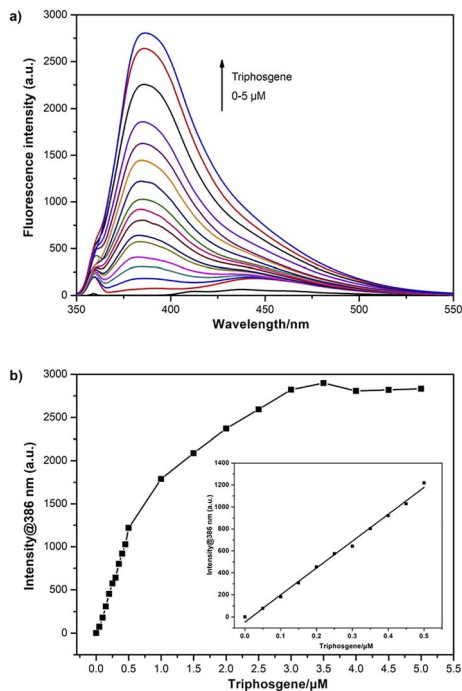 a)
3000
2500
2000
1500
1000
500
0
Fluorescence intensity (a.u.)
Triphosgene
0-5 μM
350 400 450 500 550
Wavelength/nm
b)
3000
2500
2000
1500
1000
500
0
Intensity@386 nm (a.u.)
1400
1200
1000
800
600
400
200
0
Intensity@386 nm (a.u.)
0.0 0.1 0.2 0.3 0.4 0.5
Triphosgene/μM
0.0 0.5 1.0 1.5 2.0 2.5 3.0 3.5 4.0 4.5 5.0 5.5
Triphosgene/μM